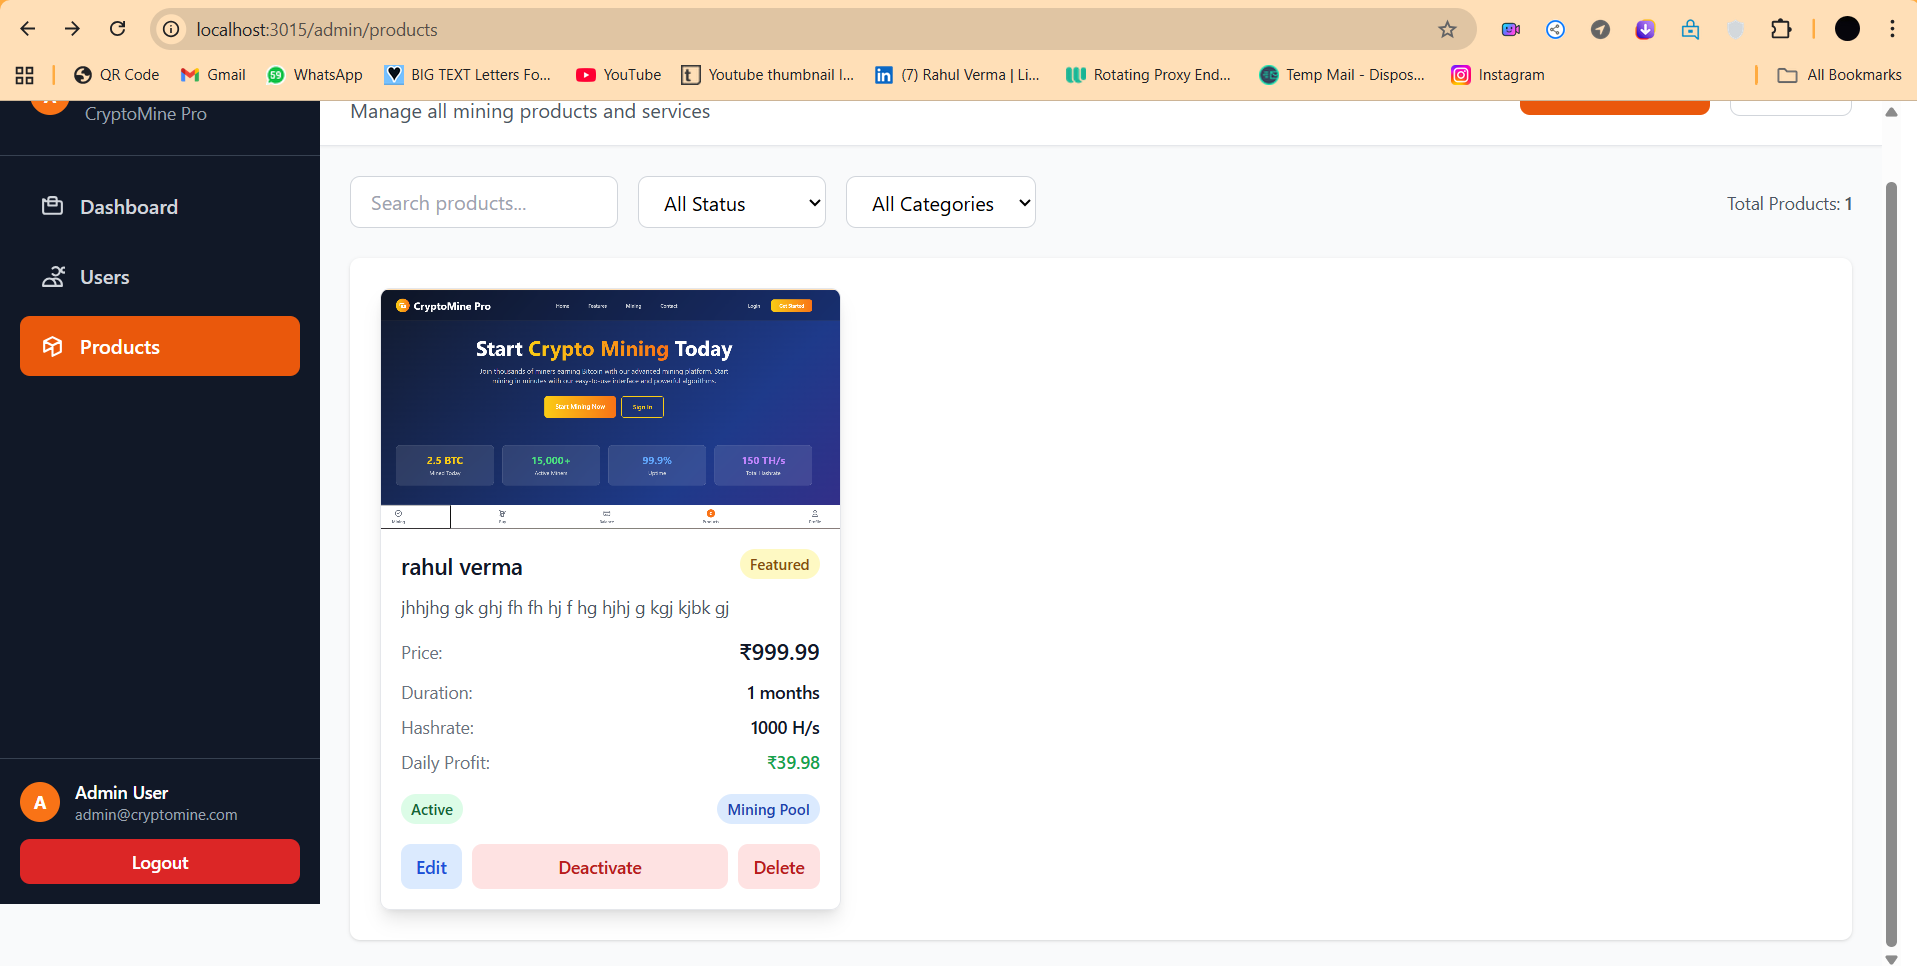 localhost:3015/admin/products
QR Code
Gmail
59
WhatsApp
BIG TEXT Letters Fo...
YouTube
Youtube thumbnail I...
(7) Rahul Verma | Li...
Rotating Proxy End...
Temp Mail - Dispos...
Instagram
All Bookmarks
CryptoMine Pro
Dashboard
Users
Products
Admin User
admin@cryptomine.com
A
Logout
Manage all mining products and services
Search products...
All Status
All Categories
Total Products: 1
CryptoMine Pro
Home
Features
Mining
Contact
Login
Get Started
Start Crypto Mining Today
Join thousands of miners earning Bitcoin with our advanced mining platform. Start
mining in minutes with our easy-to-use interface and powerful algorithms.
Start Mining Now
Sign In
2.5 BTC
Mined Today
15,000+
Active Miners
99.9%
Uptime
150 TH/s
Total Hashrate
Mining
Balance
Products
Profile
rahul verma
Featured
jhhjhg gk ghj fh fh hj f hg hjhj g kgj kjbk gj
Price:
₹999.99
Duration:
1 months
Hashrate:
1000 H/s
Daily Profit:
₹39.98
Active
Mining Pool
Edit
Deactivate
Delete